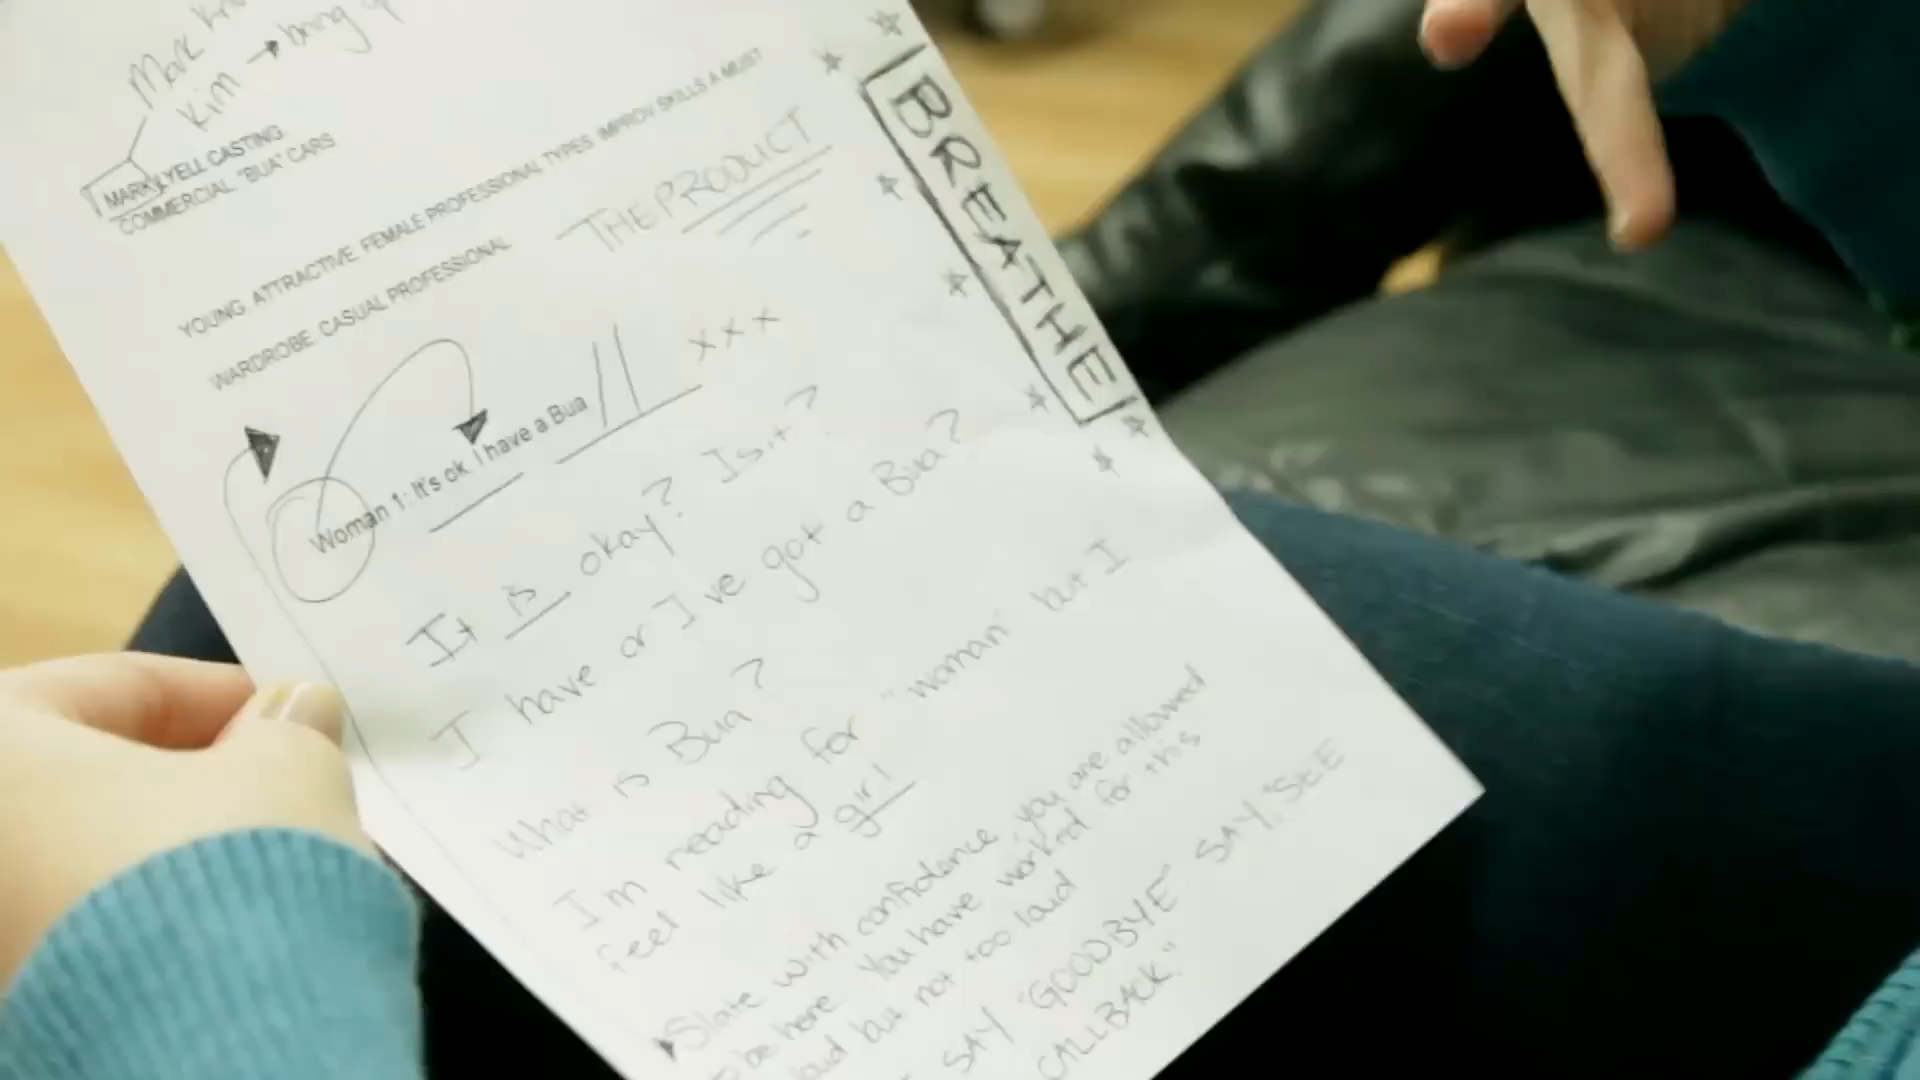 Mark
Kim → bring
MARK LYELL CASTING
COMMERCIAL "BUA" CARS
YOUNG ATTRACTIVE FEMALE PROFESSIONAL TYPES IMPROV SKILLS A MUST
WARDROBE: CASUAL PROFESSIONAL
THE PRODUCT
BREATHE
Woman 1: It's ok. I have a Bua // x x x
It is okay? Is it?
I have or I've got a Bua?
What is Bua?
I'm reading for "woman" but I
feel like a girl
Slate with confidence, you are allowed
be here. You have worked for this
loud but not too loud
SAY "GOODBYE" SAY, "SEE
CALLBACK."